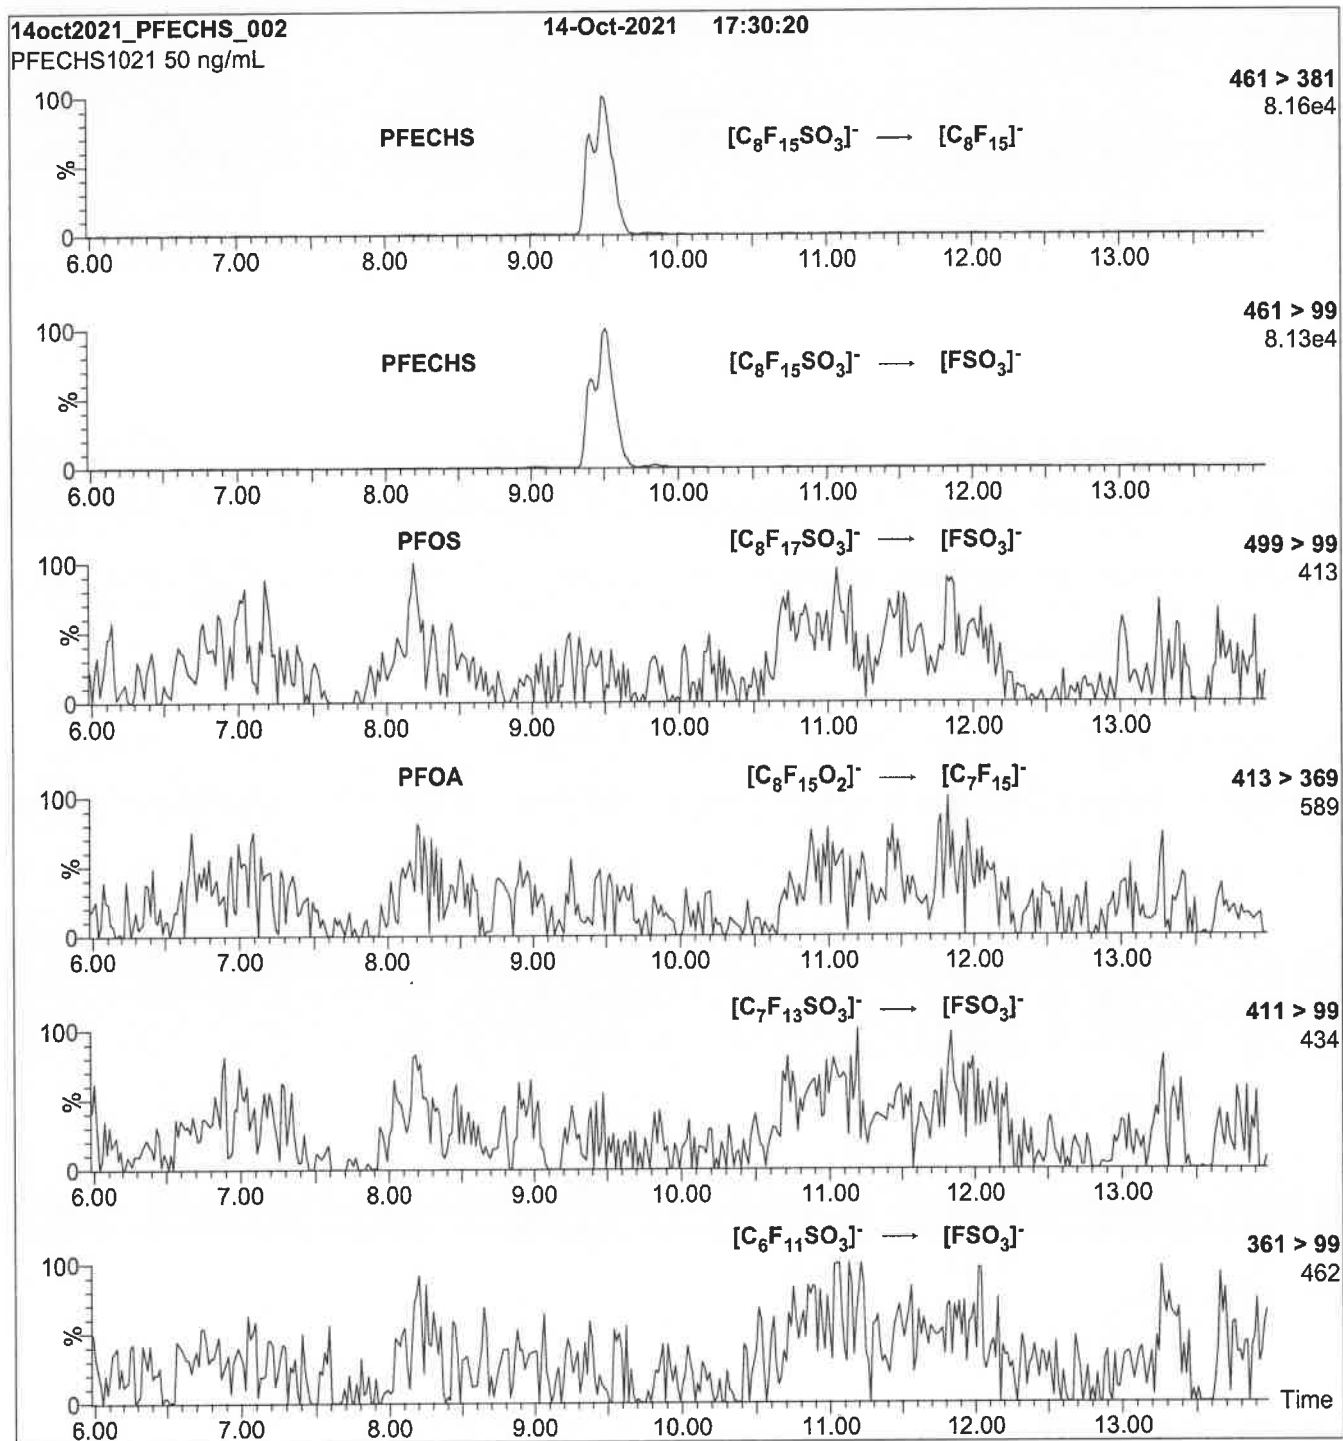 14oct2021_PFECHS_002 14-Oct-2021 17:30:20
PFECHS1021 50 ng/mL
461 > 381
8.16e4
PFECHS [C8F15SO3]- → [C8F15]-
100
%
0
6.00 7.00 8.00 9.00 10.00 11.00 12.00 13.00
461 > 99
8.13e4
PFECHS [C8F15SO3]- → [FSO3]-
100
%
0
6.00 7.00 8.00 9.00 10.00 11.00 12.00 13.00
PFOS [C8F17SO3]- → [FSO3]- 499 > 99
413
100
%
0
6.00 7.00 8.00 9.00 10.00 11.00 12.00 13.00
PFOA [C8F15O2]- → [C7F15]- 413 > 369
589
100
%
0
6.00 7.00 8.00 9.00 10.00 11.00 12.00 13.00
[C7F13SO3]- → [FSO3]- 411 > 99
434
100
%
0
6.00 7.00 8.00 9.00 10.00 11.00 12.00 13.00
[C6F11SO3]- → [FSO3]- 361 > 99
462
100
%
0
Time
6.00 7.00 8.00 9.00 10.00 11.00 12.00 13.00